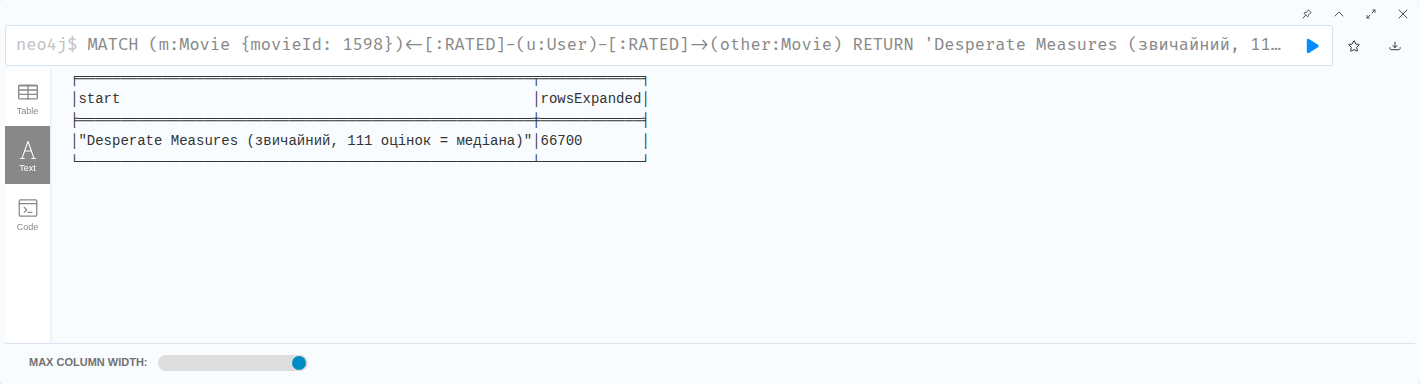 neo4j$ MATCH (m:Movie {movieId: 1598})<-[:RATED]-(u:User)-[:RATED]->(other:Movie) RETURN 'Desperate Measures (звичайний, 11…
Table
start rowsExpanded
"Desperate Measures (звичайний, 111 оцінок = медіана)" 66700
Text
Code
MAX COLUMN WIDTH: